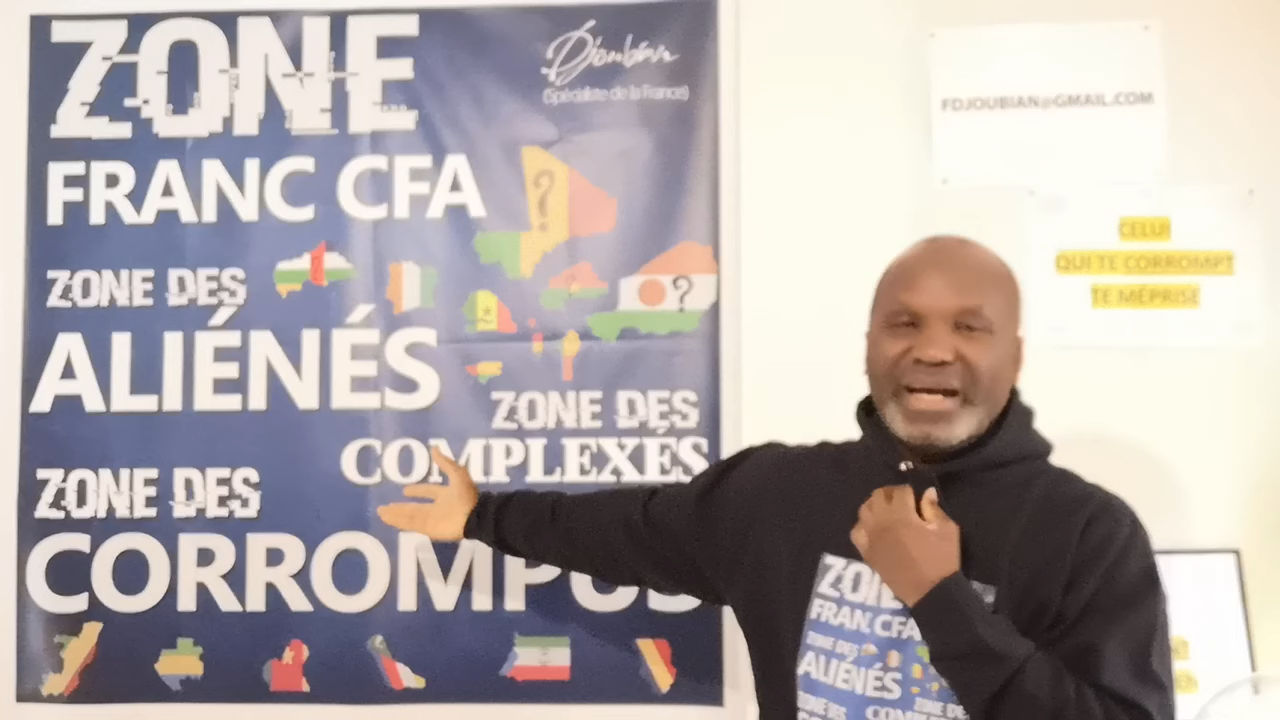 ZONE
Djoubian
(Spécialiste de la France)
FRANC CFA
ZONE DES
ALIÉNÉS
ZONE DES
COMPLEXÉS
ZONE DES
CORROMPUS
FDJOUBIAN@GMAIL.COM
CELUI
QUI TE CORROMPT
TE MÉPRISE
FRANC CFA
ZONE DES
ALIÉNÉS
ZONE DES